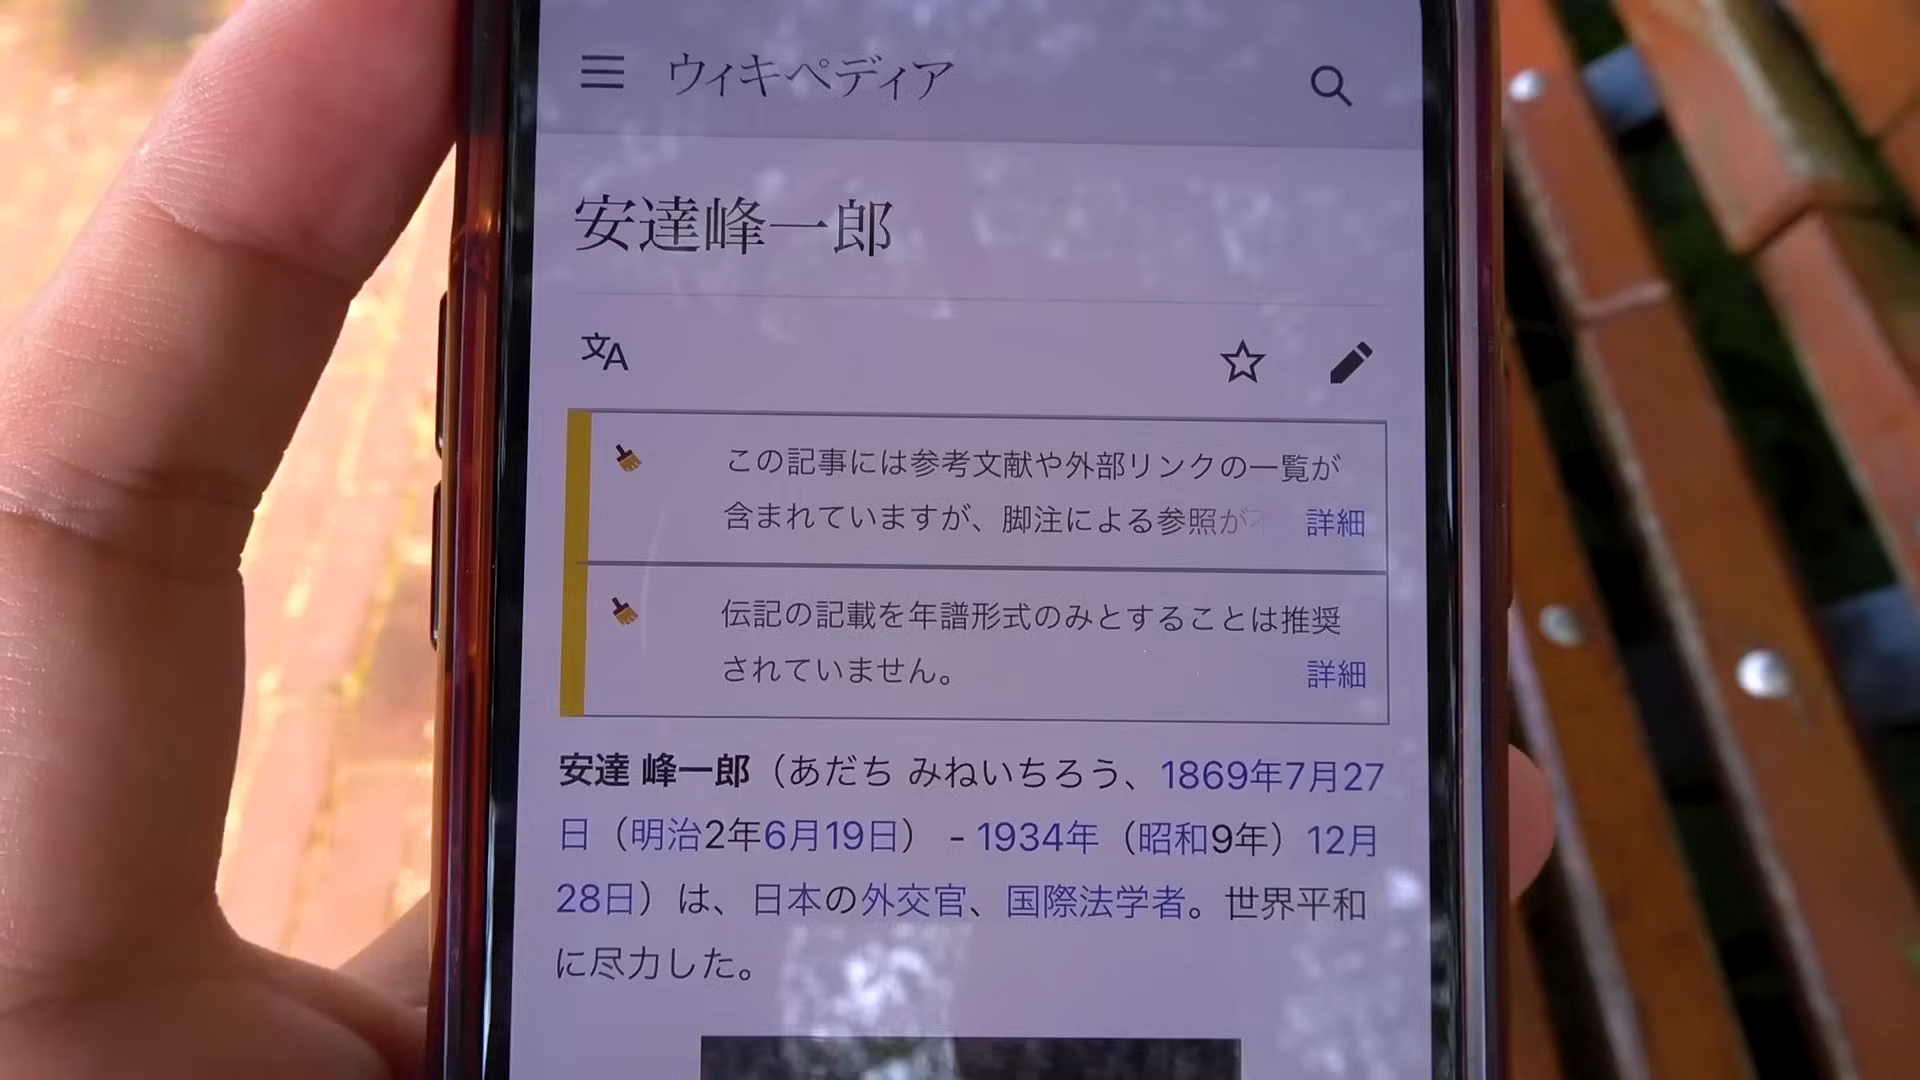 ウィキペディア
安達峰一郎
文A
この記事には参考文献や外部リンクの一覧が
含まれていますが、脚注による参照が 詳細
伝記の記載を年譜形式のみとすることは推奨
されていません。 詳細
安達 峰一郎（あだち みねいちろう、1869年7月27
日（明治2年6月19日） - 1934年（昭和9年）12月
28日）は、日本の外交官、国際法学者。世界平和
に尽力した。